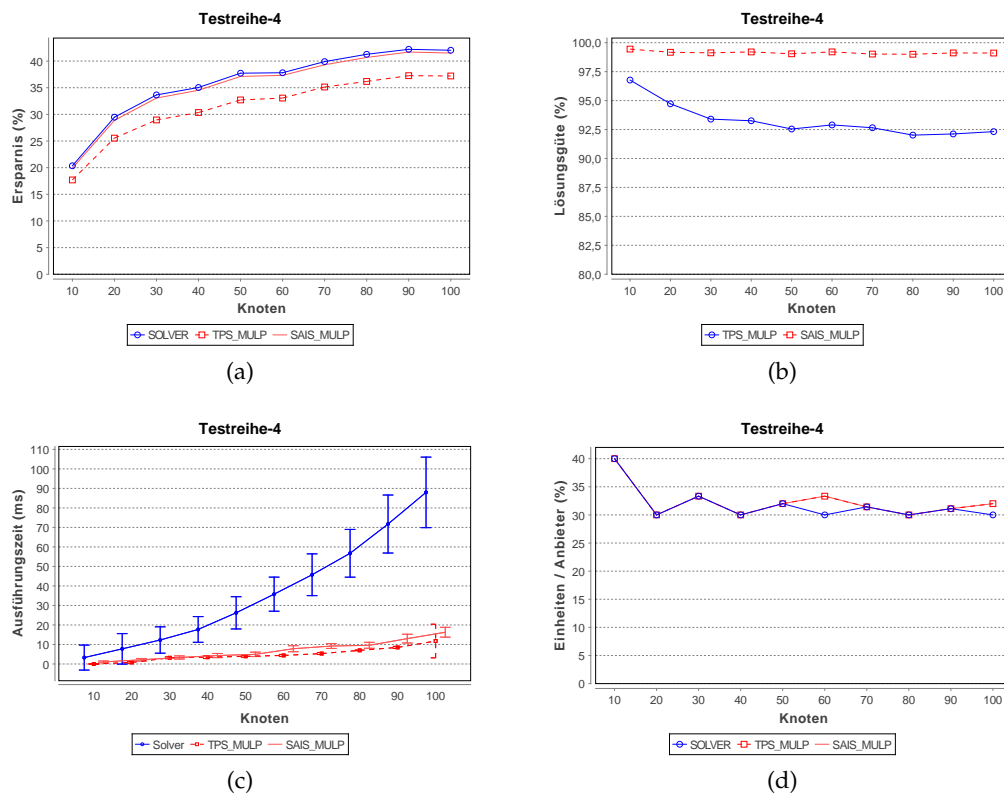 Testreihe-4
Ersparnis (%)
40
35
30
25
20
15
10
5
0
10 20 30 40 50 60 70 80 90 100
Knoten
SOLVER TPS_MULP SAIS_MULP
(a)
Testreihe-4
Lösungsgüte (%)
100,0
97,5
95,0
92,5
90,0
87,5
85,0
82,5
80,0
10 20 30 40 50 60 70 80 90 100
Knoten
TPS_MULP SAIS_MULP
(b)
Testreihe-4
Ausführungszeit (ms)
110
100
90
80
70
60
50
40
30
20
10
0
10 20 30 40 50 60 70 80 90 100
Knoten
Solver TPS_MULP SAIS_MULP
(c)
Testreihe-4
Einheiten / Anbieter (%)
40
35
30
25
20
15
10
5
0
10 20 30 40 50 60 70 80 90 100
Knoten
SOLVER TPS_MULP SAIS_MULP
(d)